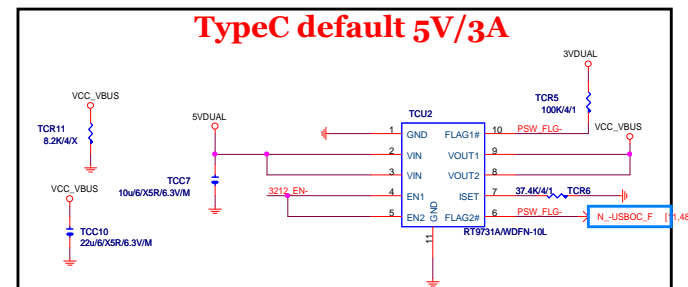 TypeC default 5V/3A
3VDUAL
VCC_VBUS
TCR11
8.2K/4/X
VCC_VBUS
TCC10
22u/6/X5R/6.3V/M
5VDUAL
TCC7
10u/6/X5R/6.3V/M
3212_EN-
TCU2
1 GND FLAG1# 10 PSW_FLG-
2 VIN VOUT1 9
3 VIN VOUT2 8
4 EN1 ISET 7 37.4K/4/1 TCR6
5 EN2 GND FLAG2# 6 PSW_FLG-
11
RT9731A/WDFN-10L
TCR5
100K/4/1
VCC_VBUS
N_-USBOC_F